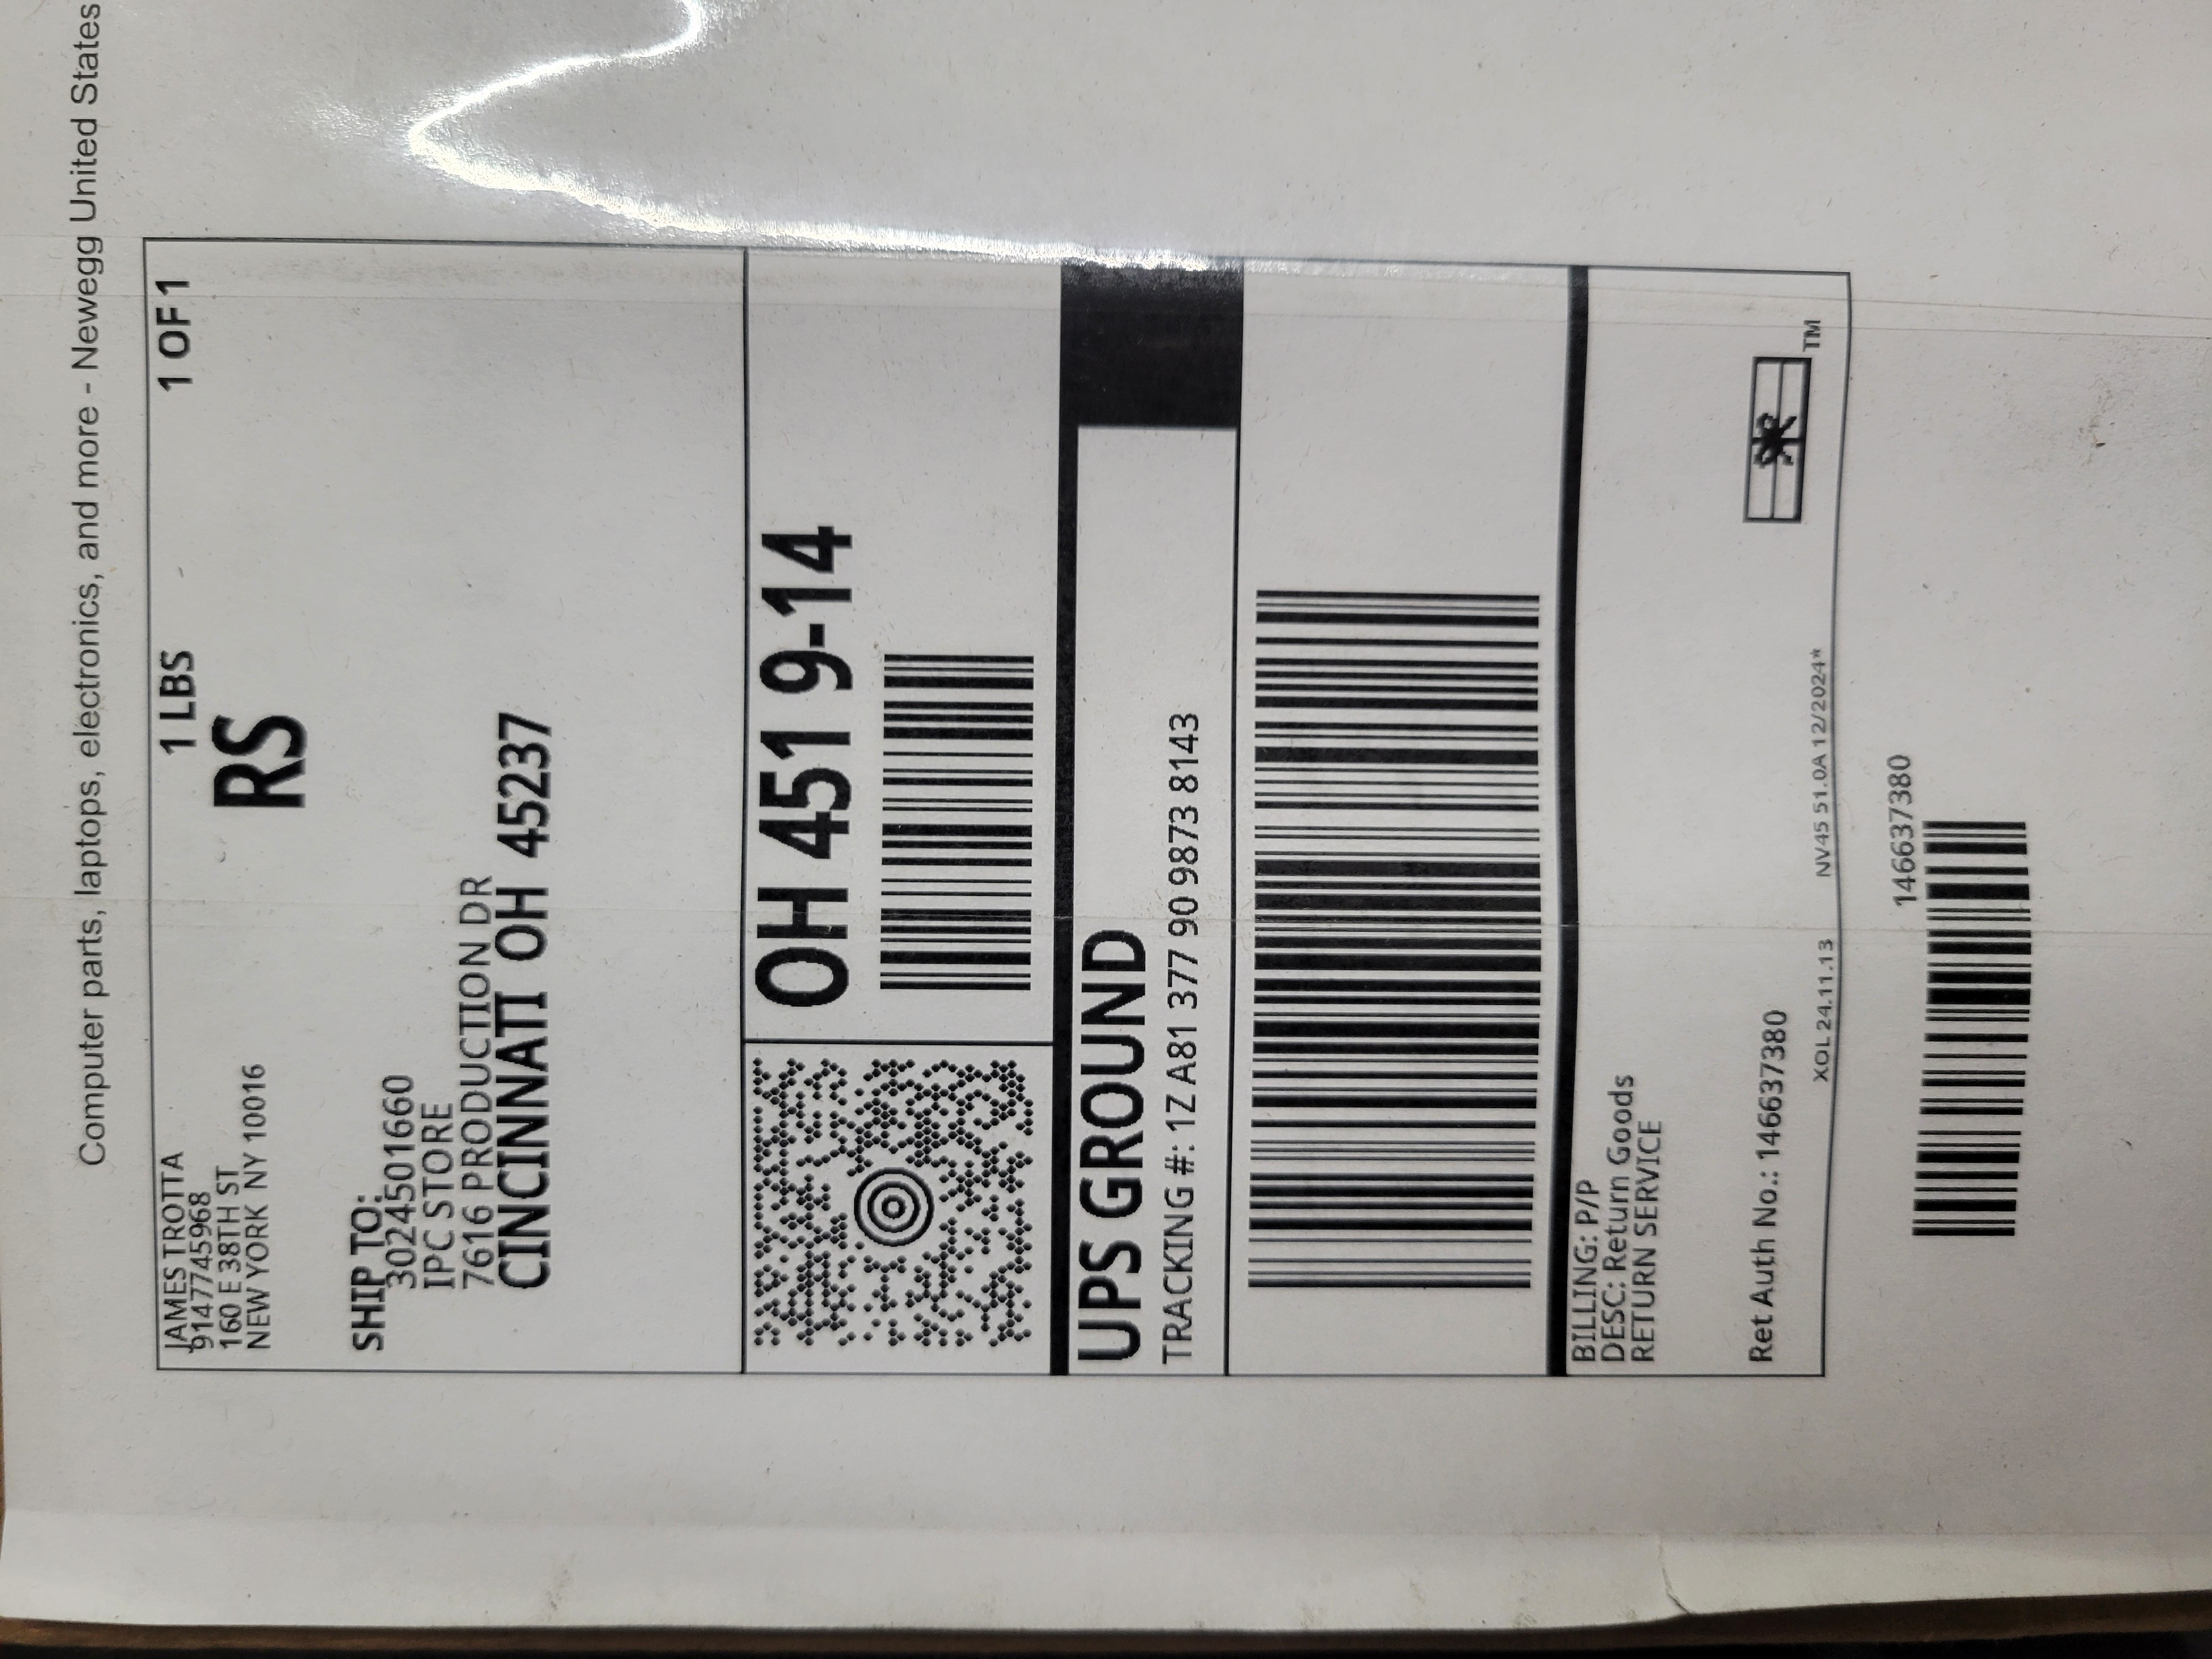 Computer parts, laptops, electronics, and more - Newegg United States
JAMES TROTTA
9147745968
160 E 38TH ST
NEW YORK NY 10016
1 LBS
1 OF 1
RS
SHIP TO:
3024501660
IPC STORE
7616 PRODUCTION DR
CINCINNATI OH 45237
OH 451 9-14
UPS GROUND
TRACKING #: 1Z A81 377 90 9873 8143
BILLING: P/P
DESC: Return Goods
RETURN SERVICE
Ret Auth No.: 146637380
TM
XOL 24.11.13 NV45 51.0A 12/2024*
146637380